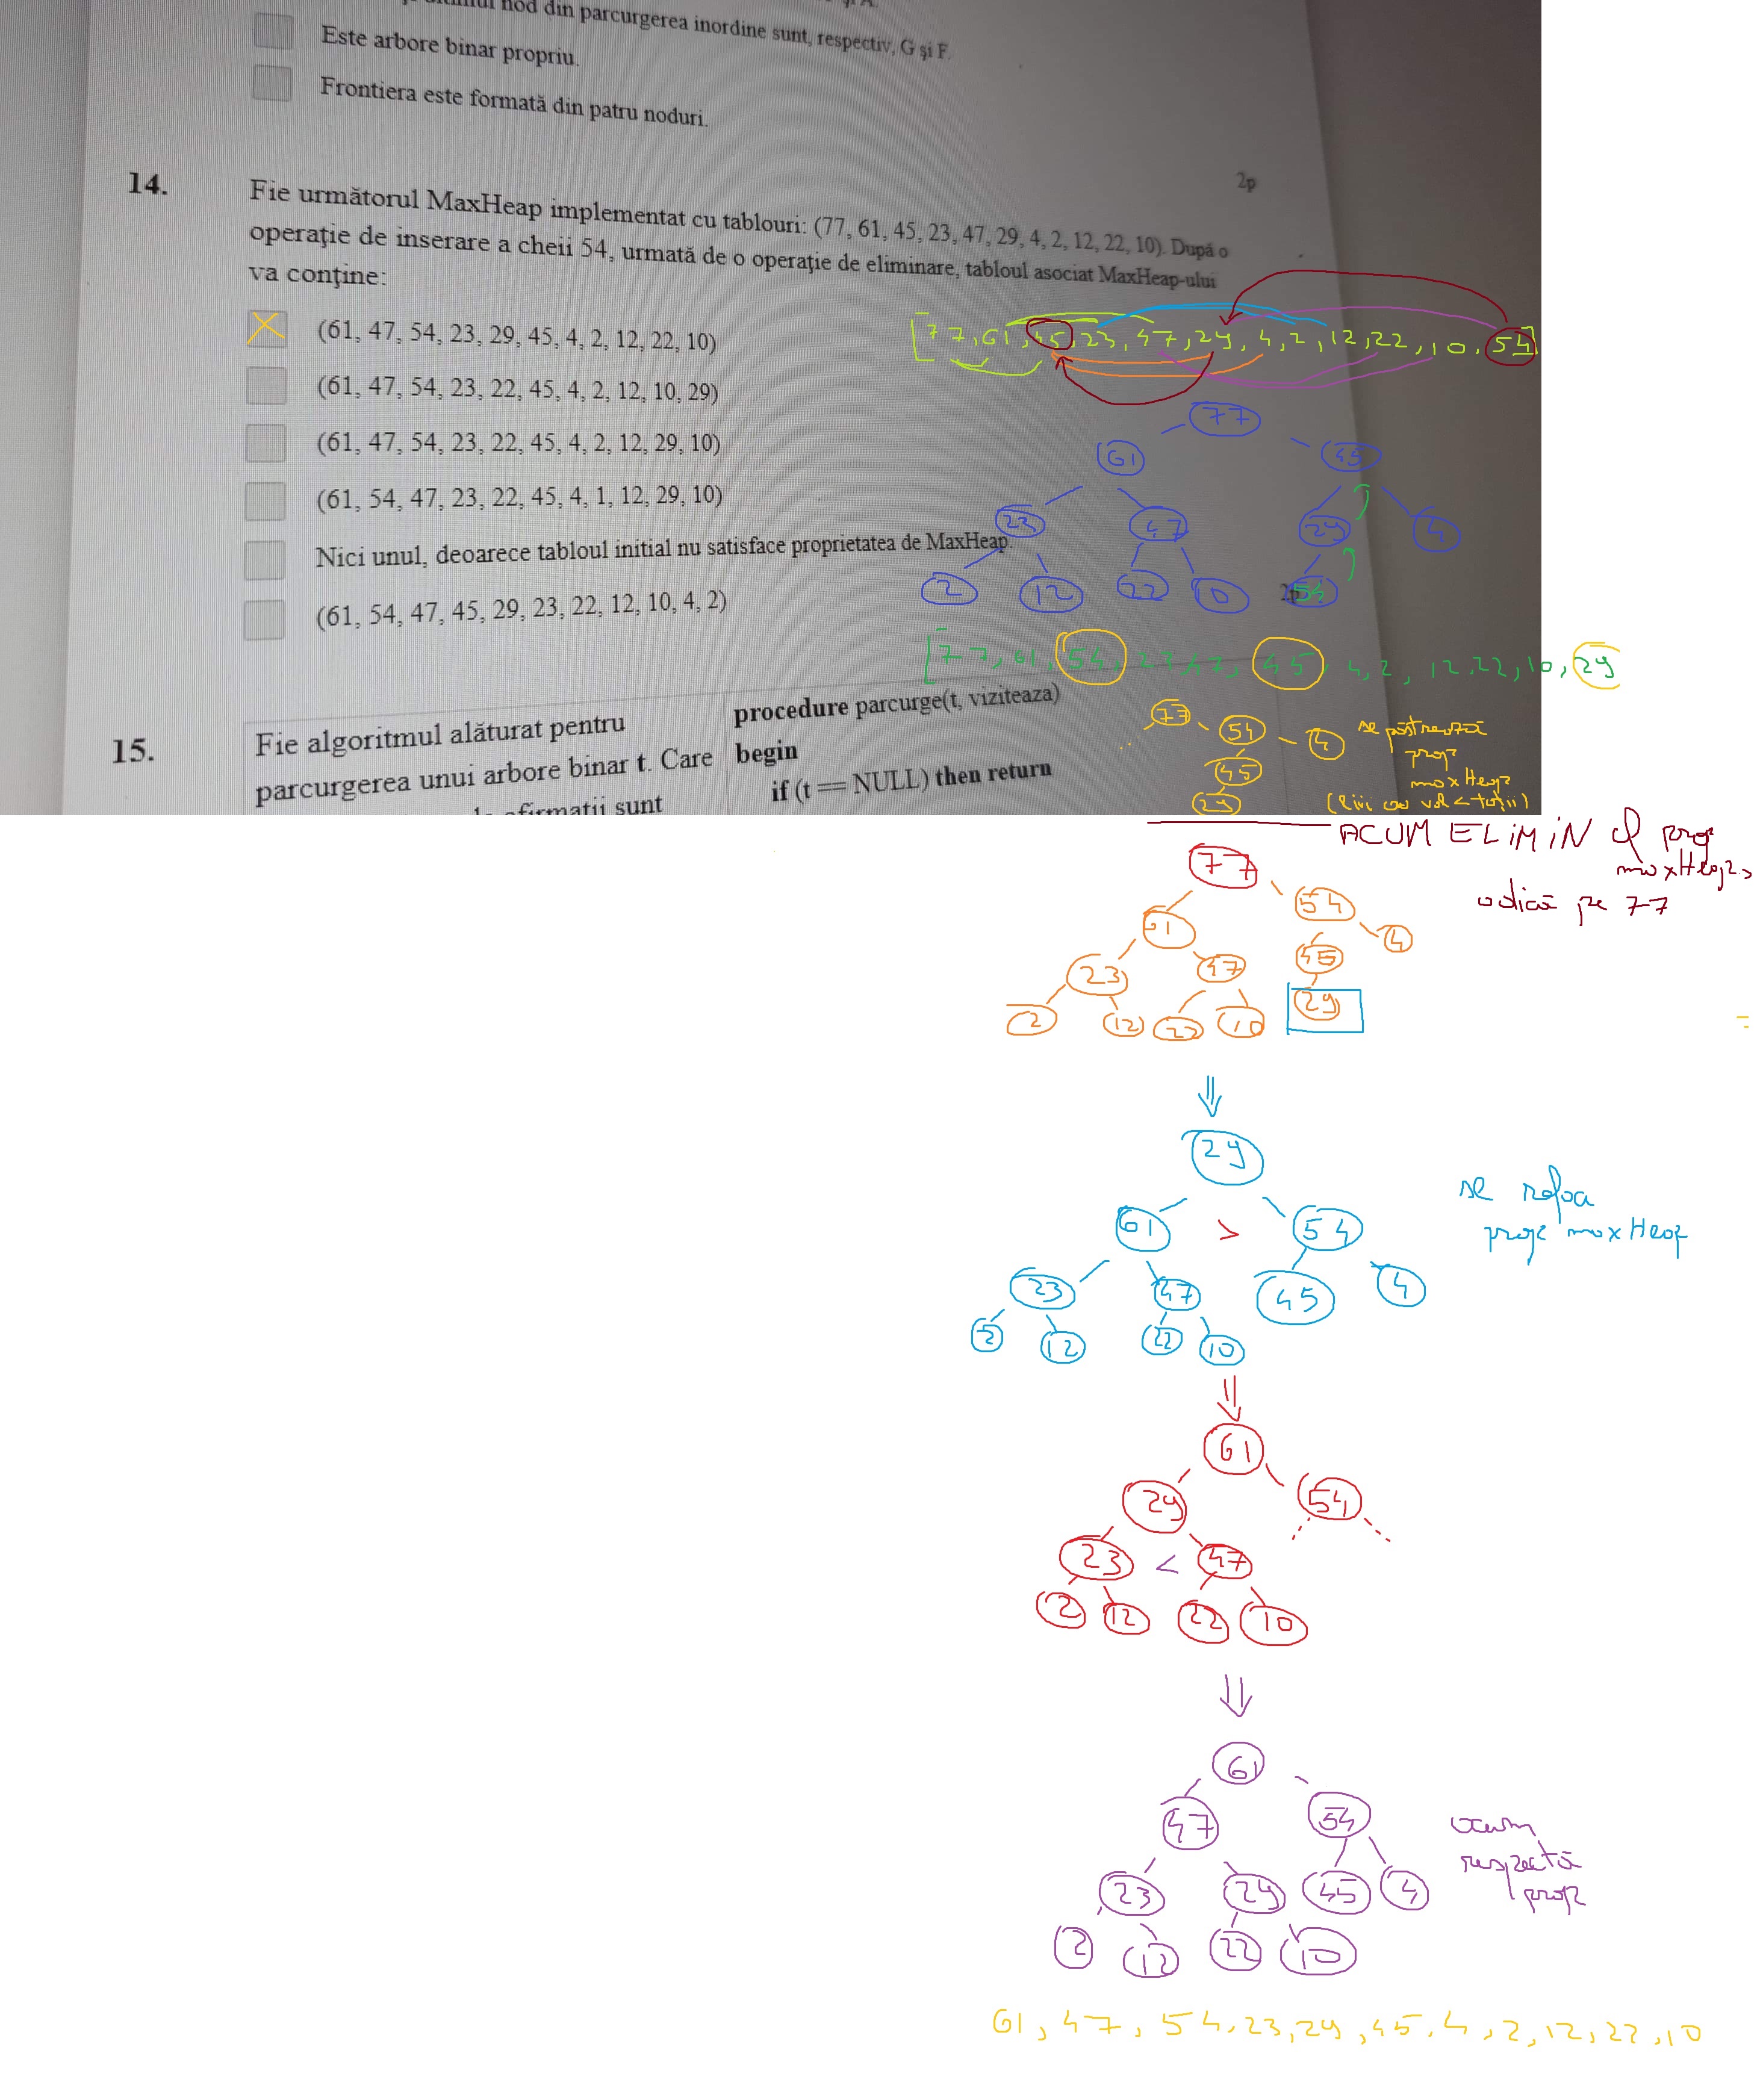 nod din parcurgerea inordine sunt, respectiv, G și F.
Este arbore binar propriu.
Frontiera este formată din patru noduri.
2p
14.
Fie următorul MaxHeap implementat cu tablouri: (77, 61, 45, 23, 47, 29, 4, 2, 12, 22, 10). După o
operație de inserare a cheii 54, urmată de o operație de eliminare, tabloul asociat MaxHeap-ului
va conține:
(61, 47, 54, 23, 29, 45, 4, 2, 12, 22, 10)
[77, 61, 45, 23, 47, 29, 4, 2, 12, 22, 10, 54]
(61, 47, 54, 23, 22, 45, 4, 2, 12, 10, 29)
(61, 47, 54, 23, 22, 45, 4, 2, 12, 29, 10)
(61, 54, 47, 23, 22, 45, 4, 1, 12, 29, 10)
Nici unul, deoarece tabloul initial nu satisface proprietatea de MaxHeap.
(61, 54, 47, 45, 29, 23, 22, 12, 10, 4, 2)
77
61 45
23 47 29 4
2 12 22 10 54
2p
[77, 61, 54, 23, 47, 45, 4, 2, 12, 22, 10, 29
15.
Fie algoritmul alăturat pentru
parcurgerea unui arbore binar t. Care
afirmații sunt
procedure parcurge(t, viziteaza)
begin
if (t == NULL) then return
77 54 4
45
29
se păstrează
prop
maxHeap
(fiii au val < tații)
ACUM ELIMIN cf prop
maxHeap,
adică pe 77
77
61 54
23 47 45 4
2 12 22 10 29
⇓
29
61 > 54
23 47 45 4
2 12 22 10
se reface
prop maxHeap
⇓
61
29 54
23 < 47
2 12 22 10
⇓
61
47 54
23 29 45 4
2 12 22 10
acum
respectă
prop
61, 47, 54, 23, 29, 45, 4, 2, 12, 22, 10